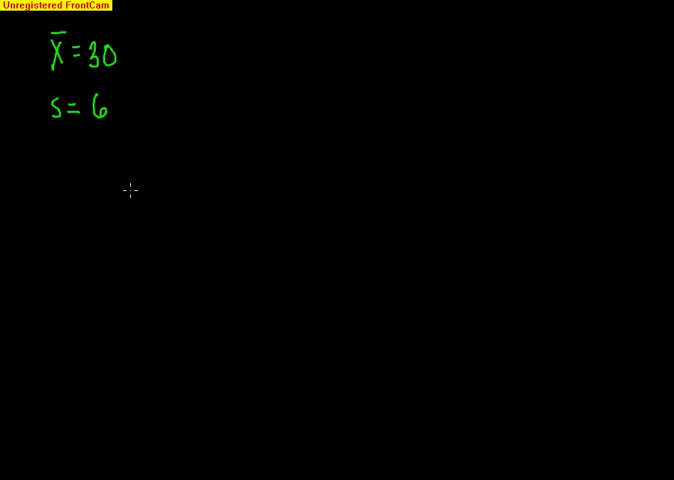 Unregistered FrontCam
X̄ = 30
s = 6